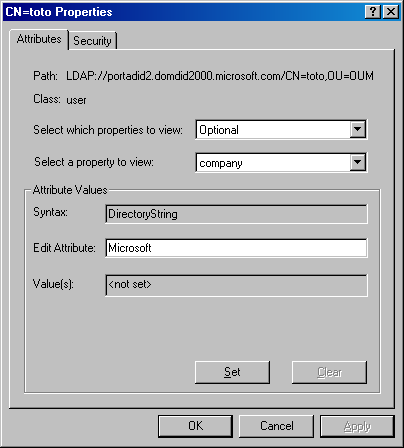 CN=toto Properties
Attributes Security
Path: LDAP://portadid2.domdid2000.microsoft.com/CN=toto,OU=OUM
Class: user
Select which properties to view: Optional
Select a property to view: company
Attribute Values
Syntax: DirectoryString
Edit Attribute: Microsoft
Value(s): <not set>
Set Clear
OK Cancel Apply